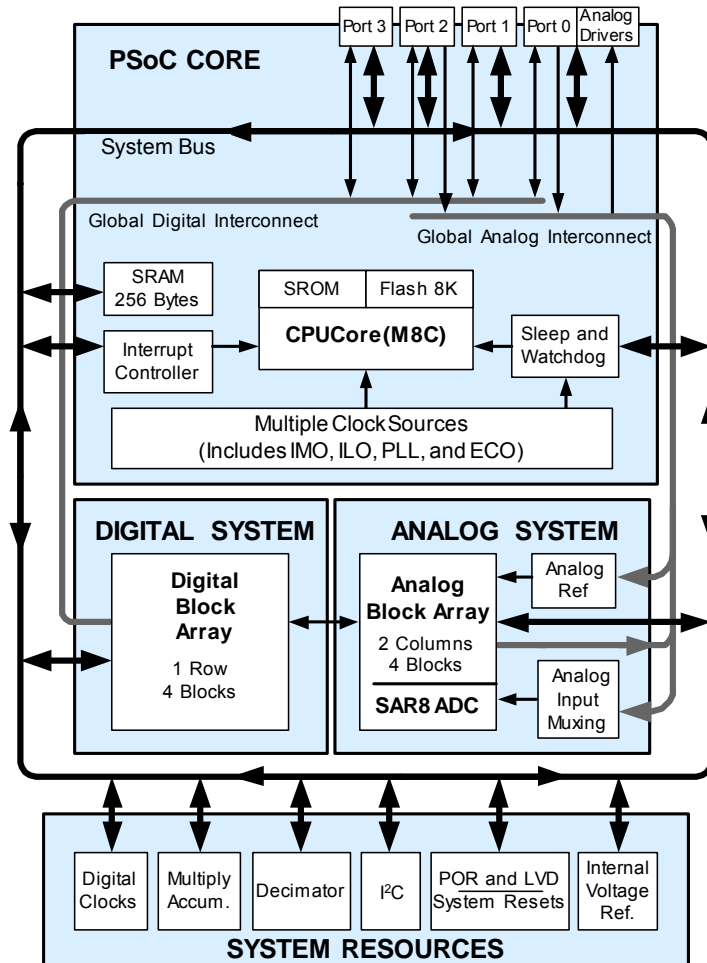 Port 3
Port 2
Port 1
Port 0
Analog
Drivers
PSoC CORE
System Bus
Global Digital Interconnect
Global Analog Interconnect
SRAM
256 Bytes
SROM
Flash 8K
CPUCore(M8C)
Interrupt
Controller
Sleep and
Watchdog
Multiple Clock Sources
(Includes IMO, ILO, PLL, and ECO)
DIGITAL SYSTEM
Digital
Block
Array
1 Row
4 Blocks
ANALOG SYSTEM
Analog
Block Array
2 Columns
4 Blocks
SAR8 ADC
Analog
Ref
Analog
Input
Muxing
Digital
Clocks
Multiply
Accum.
Decimator
I²C
POR and LVD
System Resets
Internal
Voltage
Ref.
SYSTEM RESOURCES